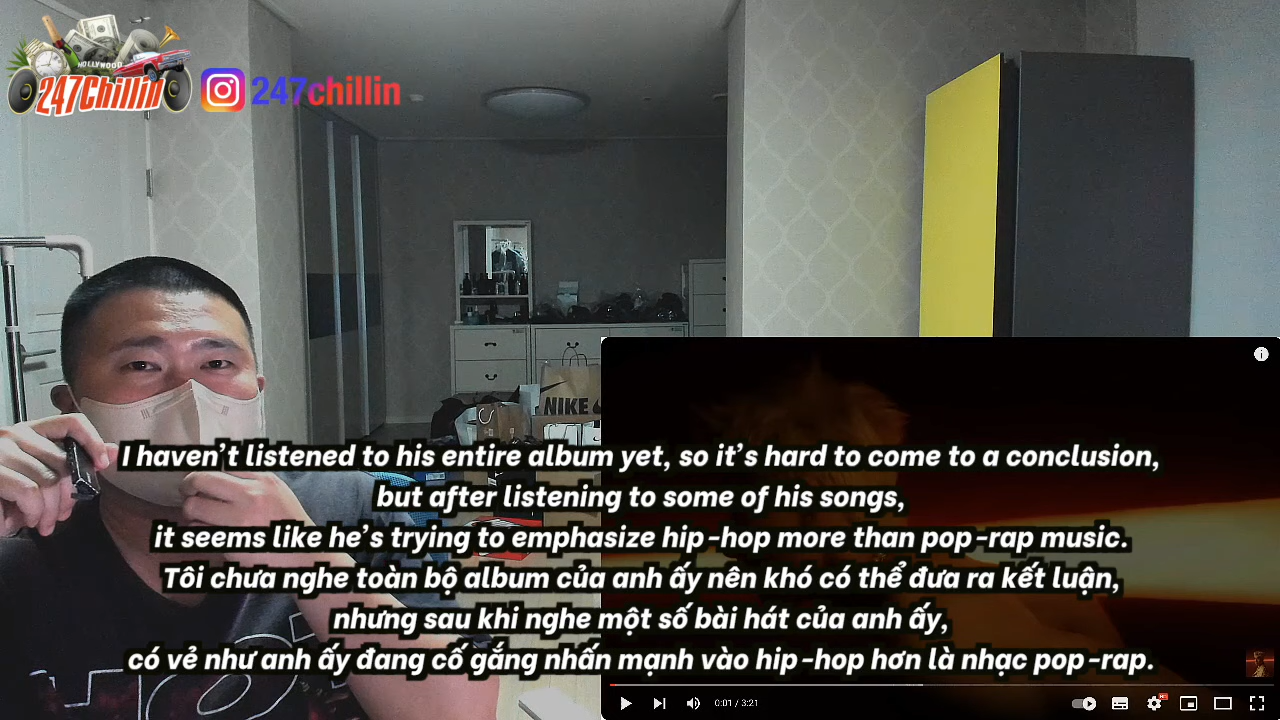 HOLLYWOOD
247Chillin
247chillin
NIKE
I haven't listened to his entire album yet, so it's hard to come to a conclusion,
but after listening to some of his songs,
it seems like he's trying to emphasize hip-hop more than pop-rap music.
Tôi chưa nghe toàn bộ album của anh ấy nên khó có thể đưa ra kết luận,
nhưng sau khi nghe một số bài hát của anh ấy,
có vẻ như anh ấy đang cố gắng nhấn mạnh vào hip-hop hơn là nhạc pop-rap.
0:01 / 3:21